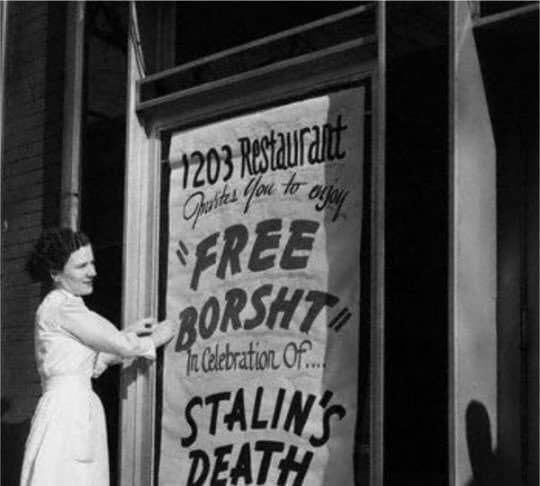 1203 Restaurant
Invites You to enjoy
"FREE
BORSHT"
In Celebration Of....
STALIN'S
DEATH